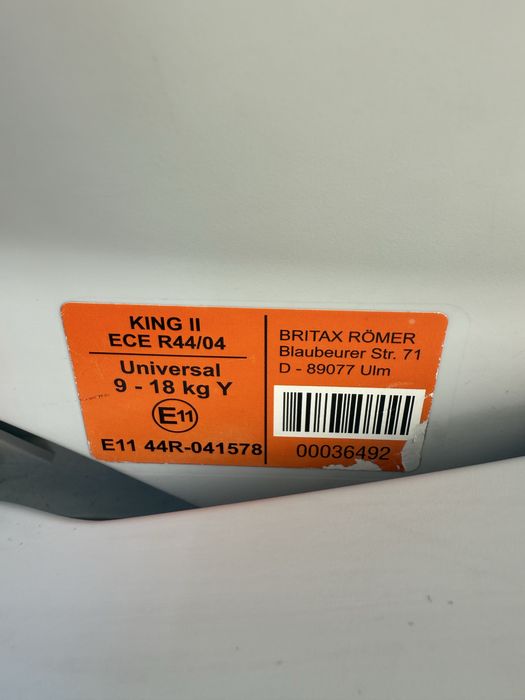 KING II
ECE R44/04
Universal
9 - 18 kg Y
E11
E11 44R-041578
BRITAX RÖMER
Blaubeurer Str. 71
D - 89077 Ulm
00036492